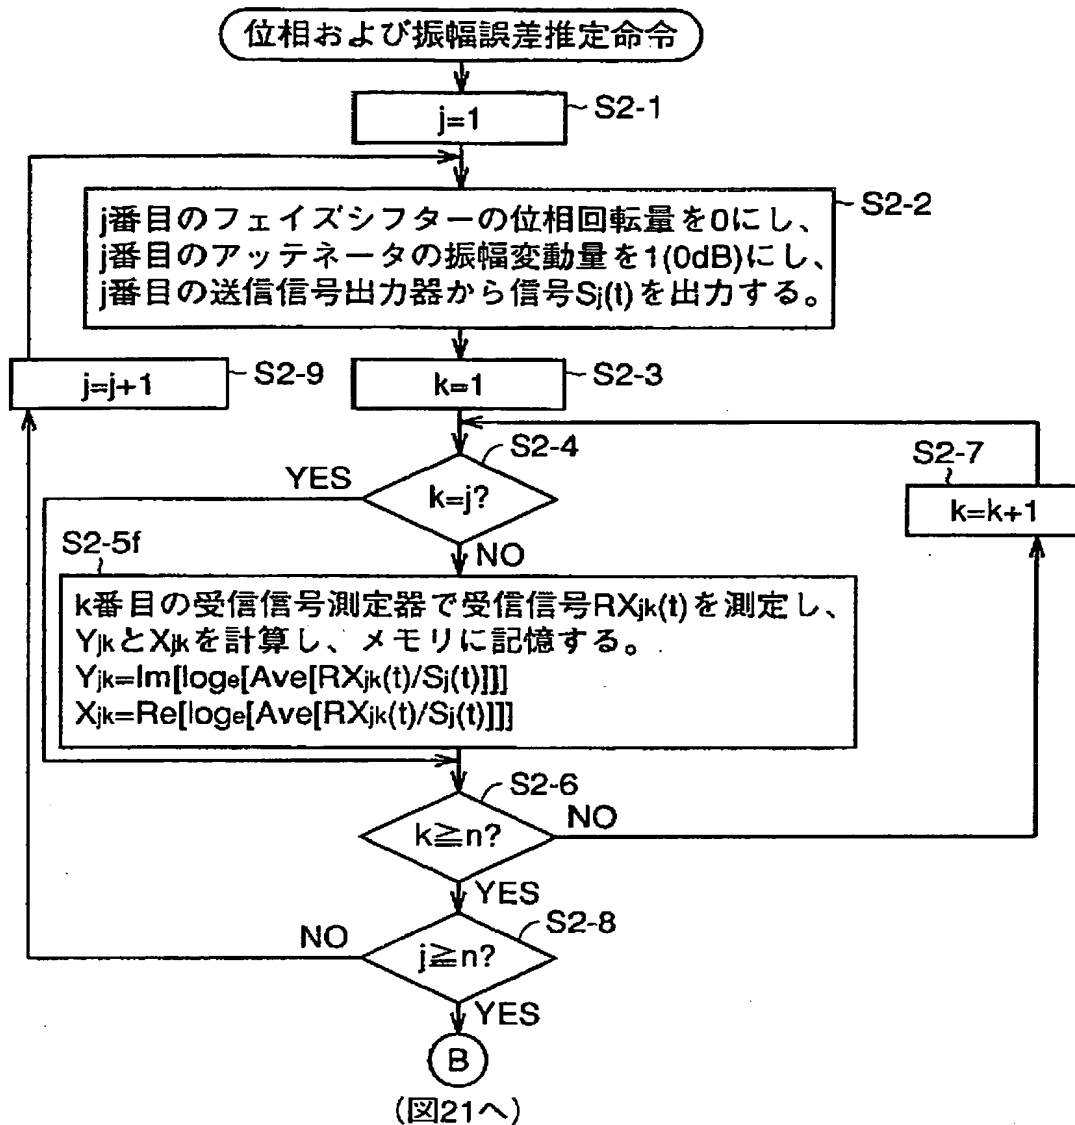 位相および振幅誤差推定命令
j=1
S2-1
j番目のフェイズシフターの位相回転量を0にし、
j番目のアッテネータの振幅変動量を1(0dB)にし、
j番目の送信信号出力器から信号Sj(t)を出力する。
S2-2
j=j+1
S2-9
k=1
S2-3
S2-4
YES
k=j?
NO
S2-7
k=k+1
S2-5f
k番目の受信信号測定器で受信信号RXjk(t)を測定し、
YjkとXjkを計算し、メモリに記憶する。
Yjk=Im[loge[Ave[RXjk(t)/Sj(t)]]]
Xjk=Re[loge[Ave[RXjk(t)/Sj(t)]]]
S2-6
k≧n?
NO
YES
S2-8
NO
j≧n?
YES
B
(図21へ)